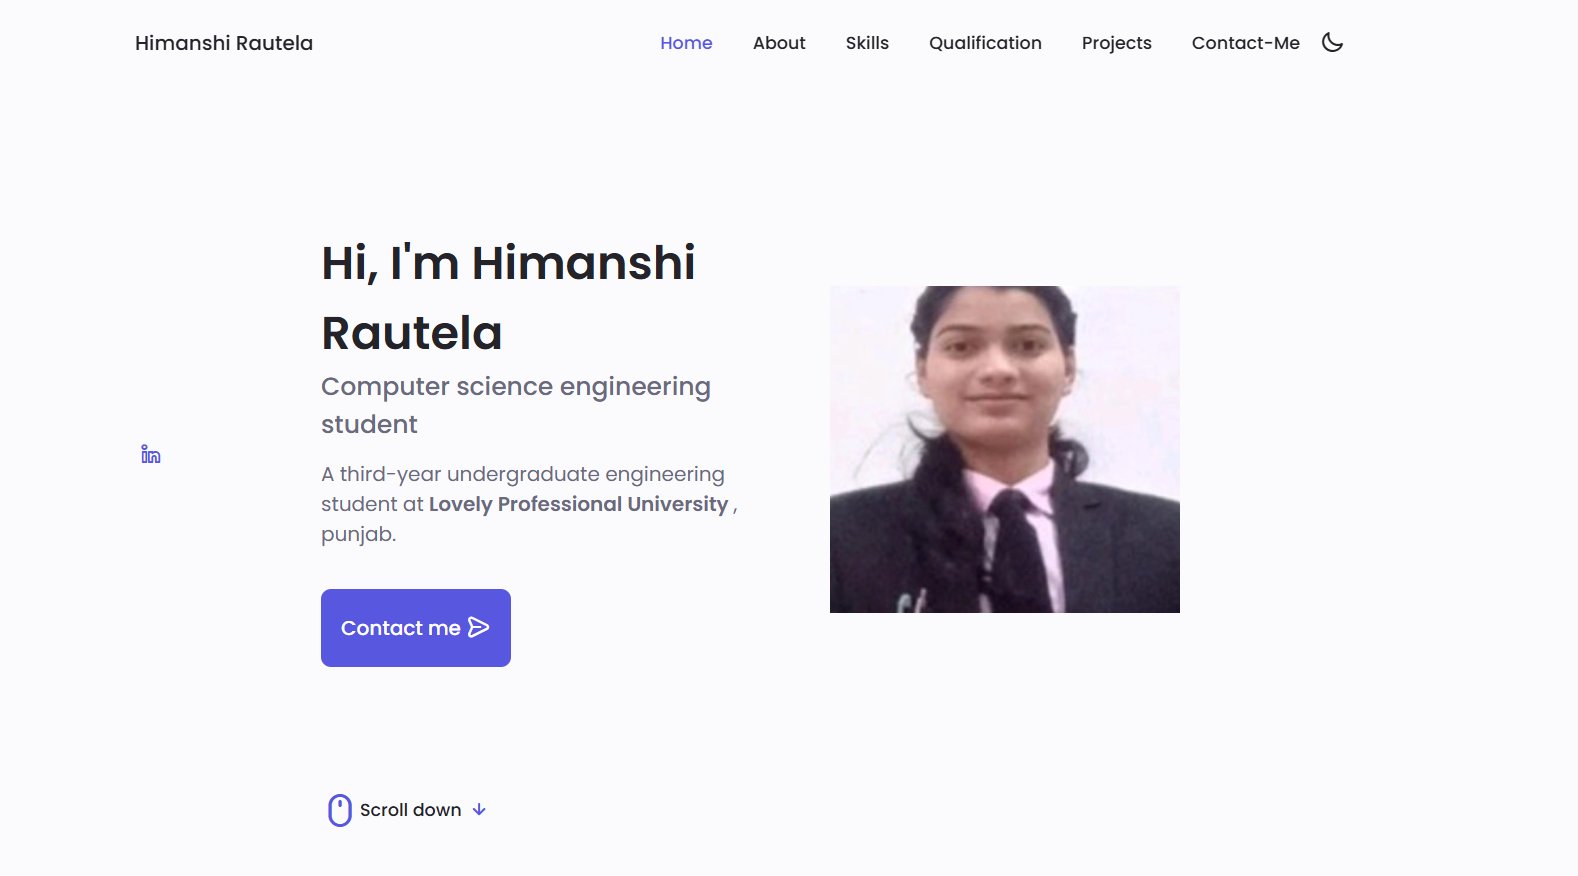 Himanshi Rautela
Home About Skills Qualification Projects Contact-Me
Hi, I'm Himanshi
Rautela
Computer science engineering
student
A third-year undergraduate engineering
student at Lovely Professional University ,
punjab.
Contact me
Scroll down